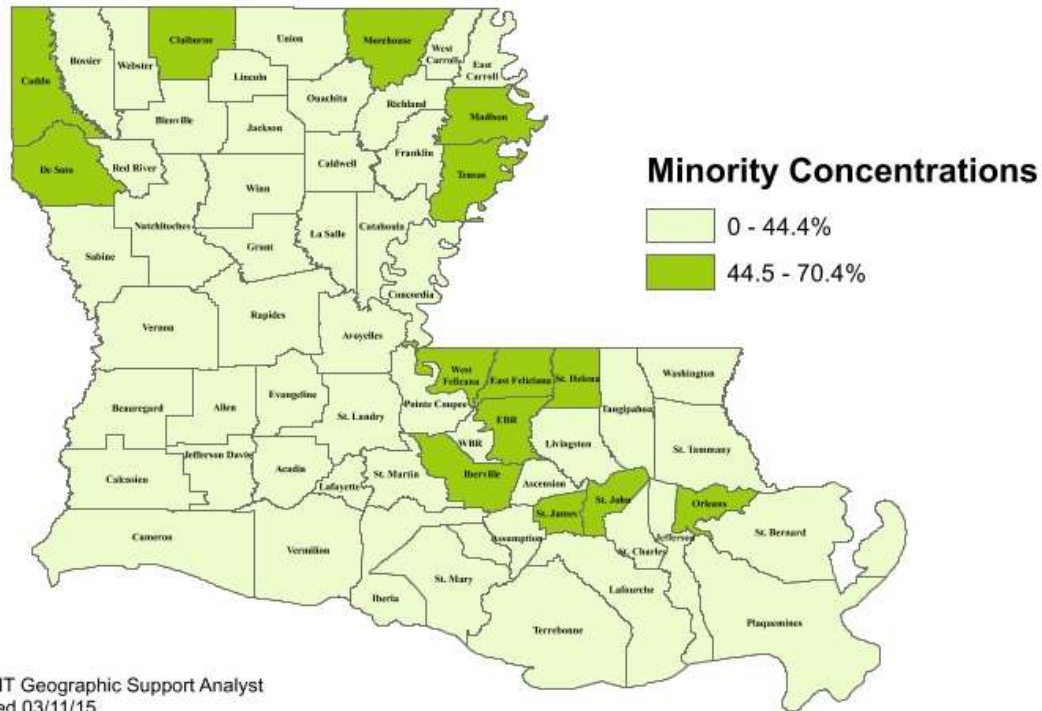 Caddo
Bossier
Webster
Claiborne
Union
Morehouse
West
Carroll
East
Carroll
Lincoln
Ouachita
Richland
Madison
Bienville
Jackson
Franklin
De Soto
Red River
Caldwell
Tensas
Winn
Natchitoches
Sabine
Grant
La Salle
Catahoula
Concordia
Vernon
Rapides
Avoyelles
West
Feliciana
East Feliciana
St. Helena
Washington
Tangipahoa
Beauregard
Allen
Evangeline
St. Landry
Pointe Coupee
EBR
WBR
Livingston
St. Tammany
Calcasieu
Jefferson Davis
Acadia
Lafayette
St. Martin
Iberville
Ascension
St. James
St. John
Orleans
Cameron
Vermilion
Assumption
St. Charles
Jefferson
St. Bernard
Iberia
St. Mary
Lafourche
Terrebonne
Plaquemines
Minority Concentrations
0 - 44.4%
44.5 - 70.4%
IT Geographic Support Analyst
ed 03/11/15